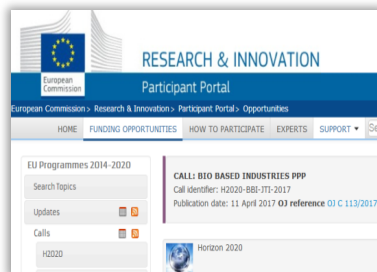 European
Commission
RESEARCH & INNOVATION
Participant Portal
European Commission > Research & Innovation > Participant Portal > Opportunities
HOME FUNDING OPPORTUNITIES HOW TO PARTICIPATE EXPERTS SUPPORT ▾
EU Programmes 2014-2020
Search Topics
Updates
Calls
H2020
CALL: BIO BASED INDUSTRIES PPP
Call identifier: H2020-BBI-JTI-2017
Publication date: 11 April 2017 OJ reference OJ C 113/2017
Horizon 2020